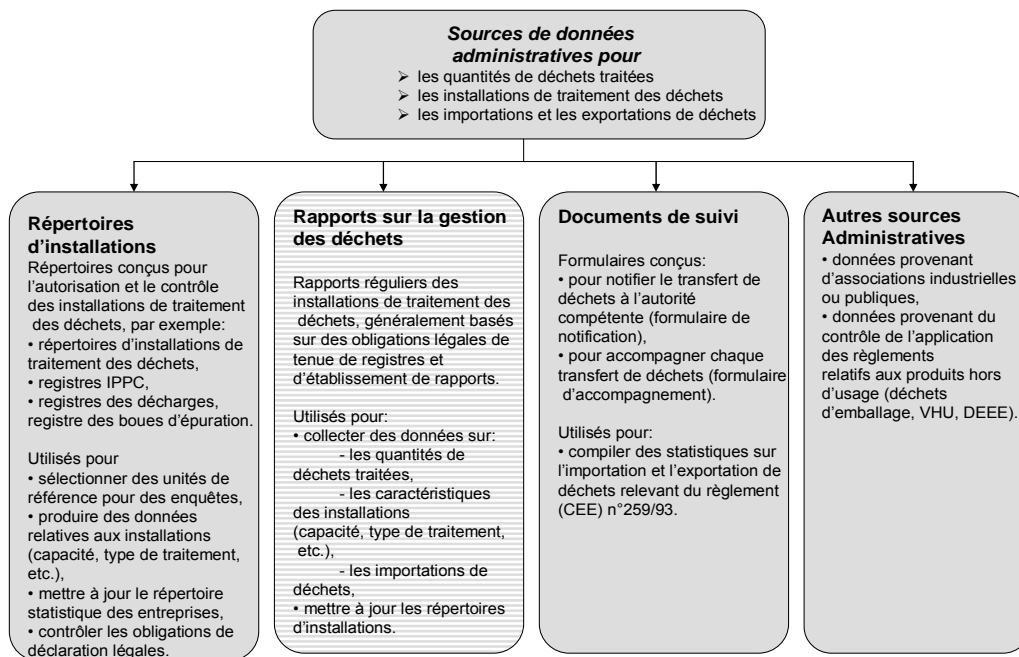 Sources de données
administratives pour
➢ les quantités de déchets traitées
➢ les installations de traitement des déchets
➢ les importations et les exportations de déchets
Répertoires
d’installations
Répertoires conçus pour
l’autorisation et le contrôle
des installations de traitement
des déchets, par exemple:
• répertoires d’installations de
traitement des déchets,
• registres IPPC,
• registres des décharges,
registre des boues d’épuration.
Utilisés pour
• sélectionner des unités de
référence pour des enquêtes,
• produire des données
relatives aux installations
(capacité, type de traitement,
etc.),
• mettre à jour le répertoire
statistique des entreprises,
• contrôler les obligations de
déclaration légales.
Rapports sur la gestion
des déchets
Rapports réguliers des
installations de traitement des
déchets, généralement basés
sur des obligations légales de
tenue de registres et
d’établissement de rapports.
Utilisés pour:
• collecter des données sur:
- les quantités de
déchets traitées,
- les caractéristiques
des installations
(capacité, type de traitement,
etc.),
- les importations de
déchets,
• mettre à jour les répertoires
d’installations.
Documents de suivi
Formulaires conçus:
• pour notifier le transfert de
déchets à l’autorité
compétente (formulaire de
notification),
• pour accompagner chaque
transfert de déchets (formulaire
d’accompagnement).
Utilisés pour:
• compiler des statistiques sur
l’importation et l’exportation de
déchets relevant du règlement
(CEE) n°259/93.
Autres sources
Administratives
• données provenant
d’associations industrielles
ou publiques,
• données provenant du
contrôle de l’application
des règlements
relatifs aux produits hors
d’usage (déchets
d’emballage, VHU, DEEE).